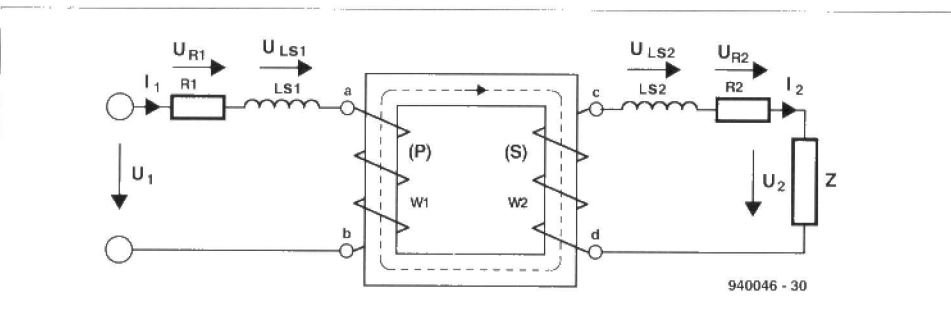 U R1
U LS1
U LS2
U R2
I 1
R1
LS1
a
c
LS2
R2
I 2
(P)
(S)
U 1
W1
W2
U 2
Z
b
d
940046 - 30